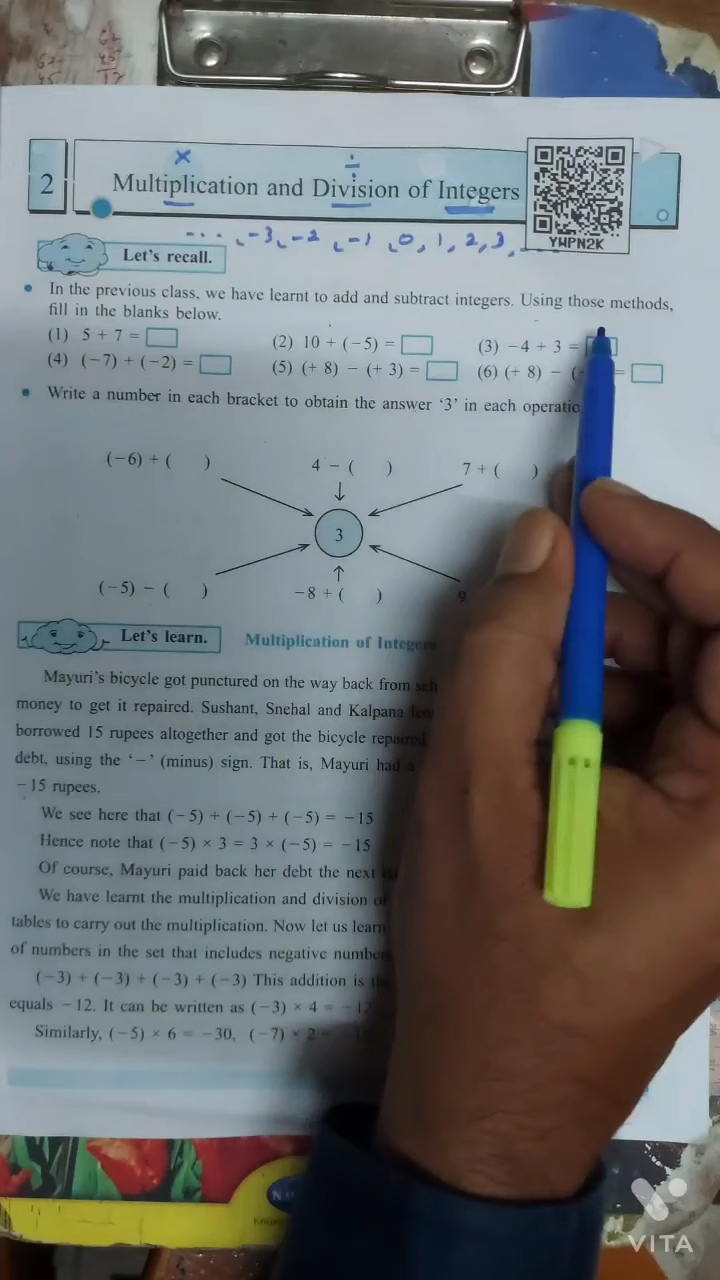 ×
÷
2
Multiplication and Division of Integers
YWPN2K
..., -3, -2, -1, 0, 1, 2, 3, ...
Let's recall.
• In the previous class, we have learnt to add and subtract integers. Using those methods,
fill in the blanks below.
(1) 5 + 7 = (2) 10 + (−5) = (3) −4 + 3 =
(4) (−7) + (−2) = (5) (+ 8) − (+ 3) = (6) (+ 8) − ( =
• Write a number in each bracket to obtain the answer '3' in each
(−6) + ( ) 4 − ( ) 7 + ( )
3
(−5) − ( ) −8 + ( ) 9
Let's learn. Multiplication of
Mayuri's bicycle got punctured on the way back from
money to get it repaired. Sushant, Snehal and Kalpana
borrowed 15 rupees altogether and got the bicycle
debt, using the '−' (minus) sign. That is, Mayuri had
−15 rupees.
We see here that (−5) + (−5) + (−5) = −15
Hence note that (−5) × 3 = 3 × (−5) = −15
Of course, Mayuri paid back her debt the next
We have learnt the multiplication and division
tables to carry out the multiplication. Now let us
of numbers in the set that includes negative
(−3) + (−3) + (−3) + (−3) This addition is
equals −12. It can be written as (−3) × 4 = −12
Similarly, (−5) × 6 = −30, (−7) × 2
VITA